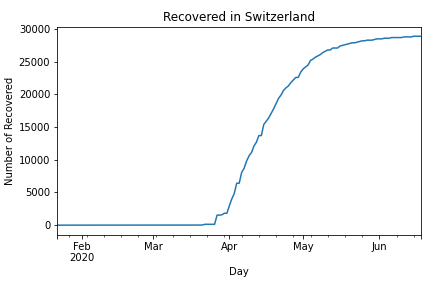 Recovered in Switzerland
30000
25000
20000
15000
10000
5000
0
Number of Recovered
Feb
2020
Mar
Apr
May
Jun
Day